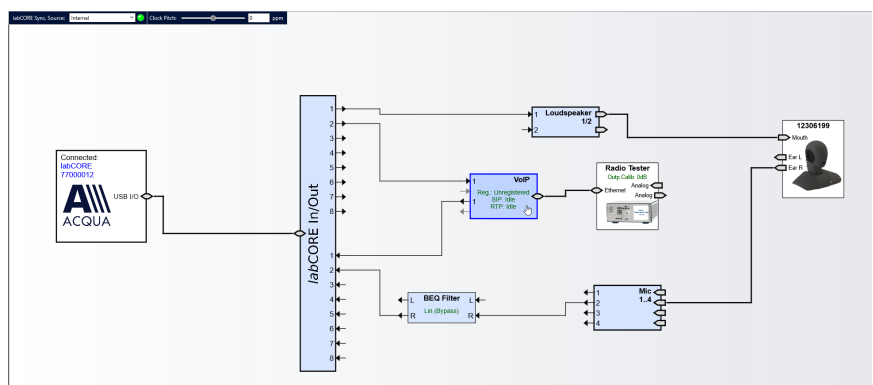 labCORE Sync. Source: Internal Clock Pitch: 0 ppm
Connected:
labCORE
77000012
USB I/O
ACQUA
labCORE In/Out
1
2
3
4
5
6
7
8
1
2
3
4
5
6
7
8
Loudspeaker
1/2
1
2
VoIP
1
Reg.: Unregistered
1
SIP: Idle
RTP: Idle
Radio Tester
Outp.Calib. 0dB
Ethernet
Analog
Analog
12306199
Mouth
Ear L
Ear R
BEQ Filter
L L
Lin (Bypass)
R R
Mic
1..4
1
2
3
4